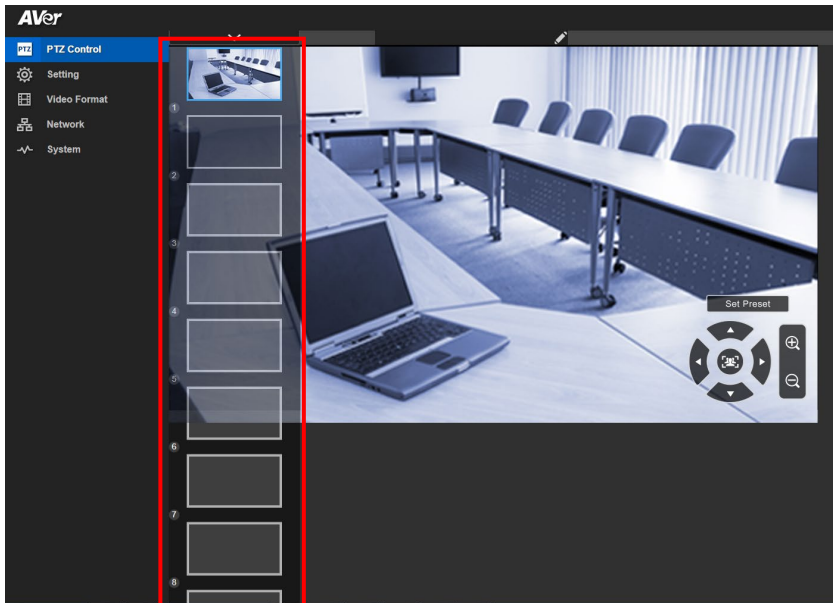 AVer
PTZ PTZ Control
Setting
Video Format
Network
System
1
2
3
4
5
6
7
8
Set Preset